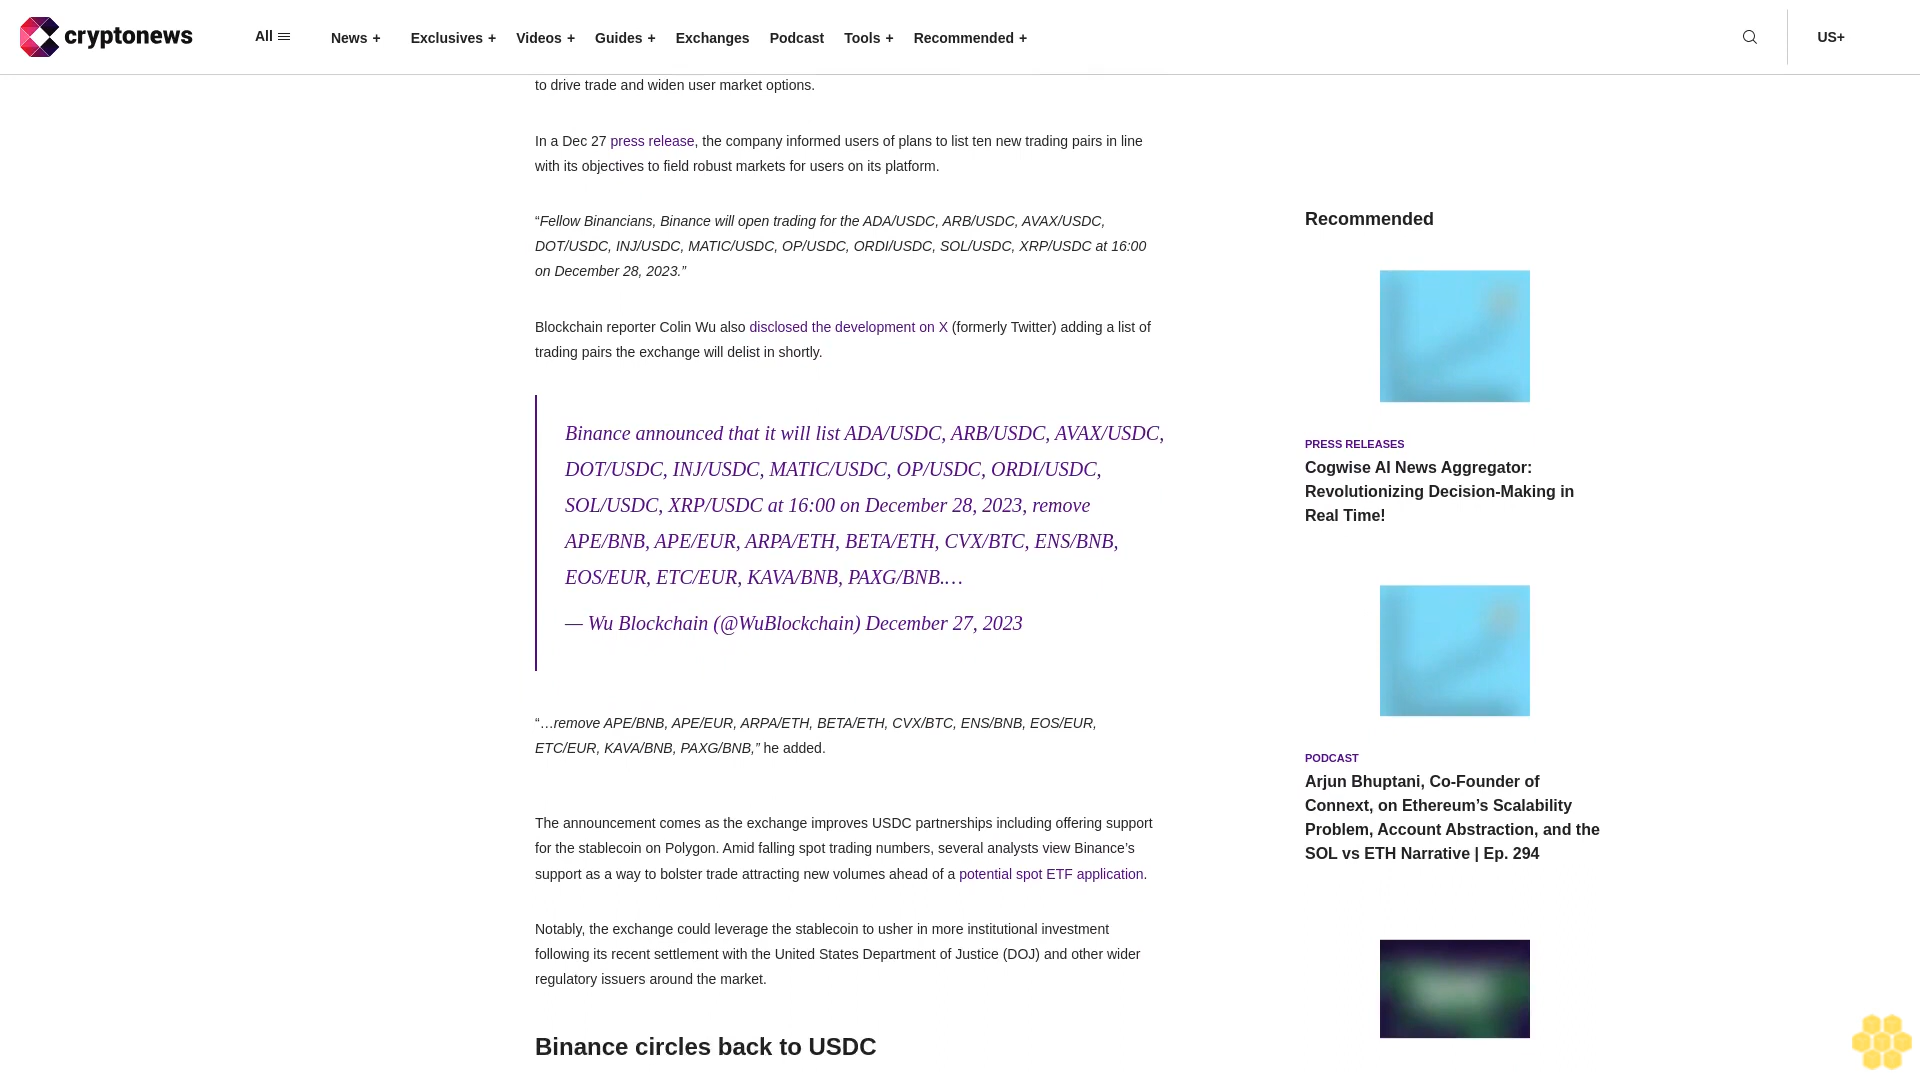 cryptonews
All
News +
Exclusives +
Videos +
Guides +
Exchanges
Podcast
Tools +
Recommended +
US+
to drive trade and widen user market options.
In a Dec 27 press release, the company informed users of plans to list ten new trading pairs in line
with its objectives to field robust markets for users on its platform.
“Fellow Binancians, Binance will open trading for the ADA/USDC, ARB/USDC, AVAX/USDC,
DOT/USDC, INJ/USDC, MATIC/USDC, OP/USDC, ORDI/USDC, SOL/USDC, XRP/USDC at 16:00
on December 28, 2023.”
Blockchain reporter Colin Wu also disclosed the development on X (formerly Twitter) adding a list of
trading pairs the exchange will delist in shortly.
Binance announced that it will list ADA/USDC, ARB/USDC, AVAX/USDC,
DOT/USDC, INJ/USDC, MATIC/USDC, OP/USDC, ORDI/USDC,
SOL/USDC, XRP/USDC at 16:00 on December 28, 2023, remove
APE/BNB, APE/EUR, ARPA/ETH, BETA/ETH, CVX/BTC, ENS/BNB,
EOS/EUR, ETC/EUR, KAVA/BNB, PAXG/BNB.…
— Wu Blockchain (@WuBlockchain) December 27, 2023
“…remove APE/BNB, APE/EUR, ARPA/ETH, BETA/ETH, CVX/BTC, ENS/BNB, EOS/EUR,
ETC/EUR, KAVA/BNB, PAXG/BNB,” he added.
The announcement comes as the exchange improves USDC partnerships including offering support
for the stablecoin on Polygon. Amid falling spot trading numbers, several analysts view Binance’s
support as a way to bolster trade attracting new volumes ahead of a potential spot ETF application.
Notably, the exchange could leverage the stablecoin to usher in more institutional investment
following its recent settlement with the United States Department of Justice (DOJ) and other wider
regulatory issuers around the market.
Binance circles back to USDC
Recommended
PRESS RELEASES
Cogwise AI News Aggregator:
Revolutionizing Decision-Making in
Real Time!
PODCAST
Arjun Bhuptani, Co-Founder of
Connext, on Ethereum’s Scalability
Problem, Account Abstraction, and the
SOL vs ETH Narrative | Ep. 294